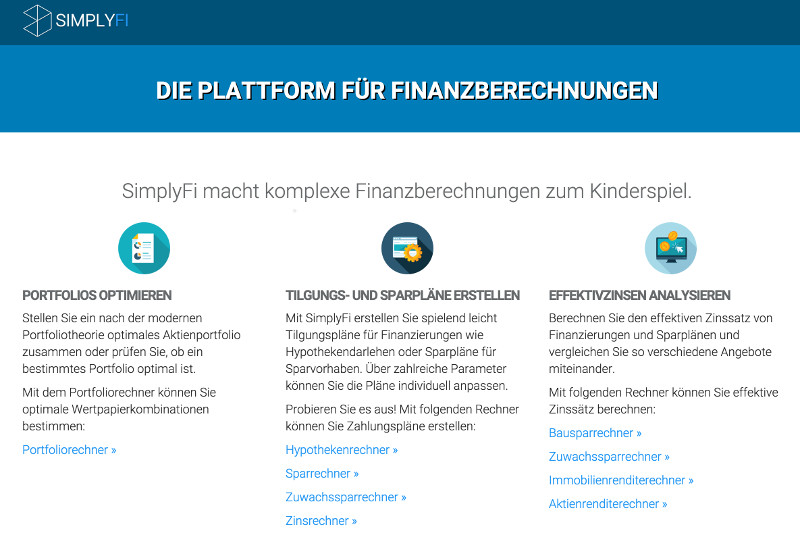 SIMPLYFI
DIE PLATTFORM FÜR FINANZBERECHNUNGEN
SimplyFi macht komplexe Finanzberechnungen zum Kinderspiel.
PORTFOLIOS OPTIMIEREN
Stellen Sie ein nach der modernen
Portfoliotheorie optimales Aktienportfolio
zusammen oder prüfen Sie, ob ein
bestimmtes Portfolio optimal ist.
Mit dem Portfoliorechner können Sie
optimale Wertpapierkombinationen
bestimmen:
Portfoliorechner »
TILGUNGS- UND SPARPLÄNE ERSTELLEN
Mit SimplyFi erstellen Sie spielend leicht
Tilgungspläne für Finanzierungen wie
Hypothekendarlehen oder Sparpläne für
Sparvorhaben. Über zahlreiche Parameter
können Sie die Pläne individuell anpassen.
Probieren Sie es aus! Mit folgenden Rechner
können Sie Zahlungspläne erstellen:
Hypothekenrechner »
Sparrechner »
Zuwachssparrechner »
Zinsrechner »
EFFEKTIVZINSEN ANALYSIEREN
Berechnen Sie den effektiven Zinssatz von
Finanzierungen und Sparplänen und
vergleichen Sie so verschiedene Angebote
miteinander.
Mit folgenden Rechner können Sie effektive
Zinssätz berechnen:
Bausparrechner »
Zuwachssparrechner »
Immobilienrenditerechner »
Aktienrenditerechner »